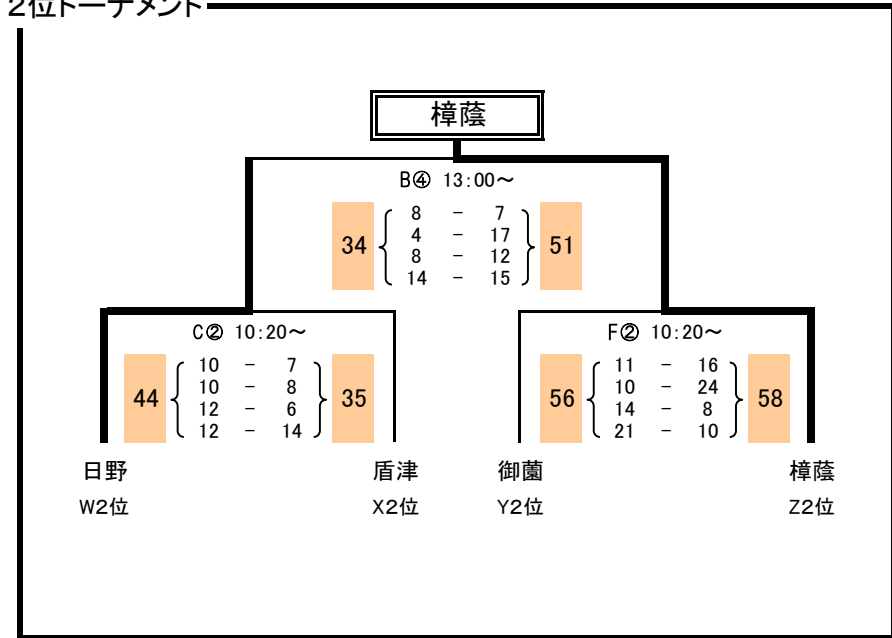 2位トーナメント
樟蔭
B④ 13:00～
8 - 7
4 - 17
34 51
8 - 12
14 - 15
C② 10:20～ F② 10:20～
10 - 7 11 - 16
10 - 8 10 - 24
44 35 56 58
12 - 6 14 - 8
12 - 14 21 - 10
日野 盾津 御薗 樟蔭
W2位 X2位 Y2位 Z2位